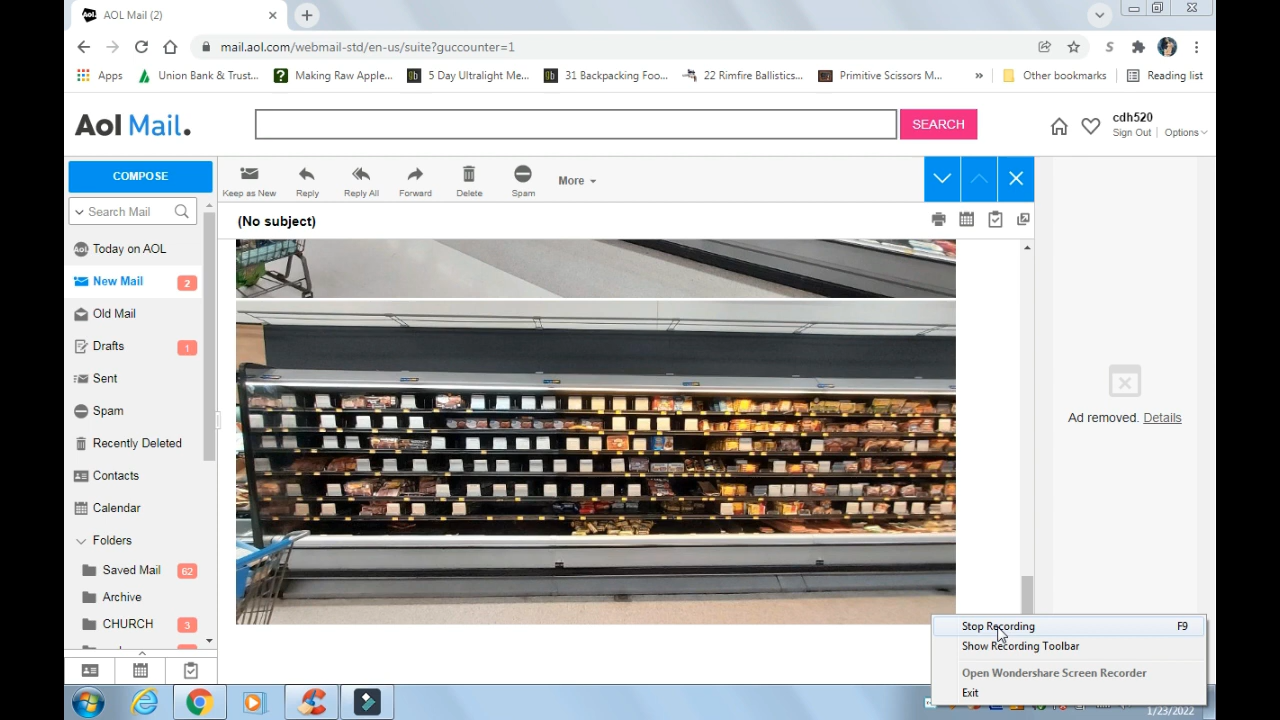 AOL Mail (2)
mail.aol.com/webmail-std/en-us/suite?guccounter=1
Apps
Union Bank & Trust...
Making Raw Apple...
5 Day Ultralight Me...
31 Backpacking Foo...
22 Rimfire Ballistics...
Primitive Scissors M...
»
Other bookmarks
Reading list
Aol Mail.
SEARCH
cdh520
Sign Out | Options
COMPOSE
Keep as New
Reply
Reply All
Forward
Delete
Spam
More
Search Mail
(No subject)
Today on AOL
New Mail 2
Old Mail
Drafts 1
Sent
Spam
Recently Deleted
Contacts
Calendar
Folders
Saved Mail 62
Archive
CHURCH 3
Ad removed. Details
Stop Recording F9
Show Recording Toolbar
Open Wondershare Screen Recorder
Exit
1/23/2022